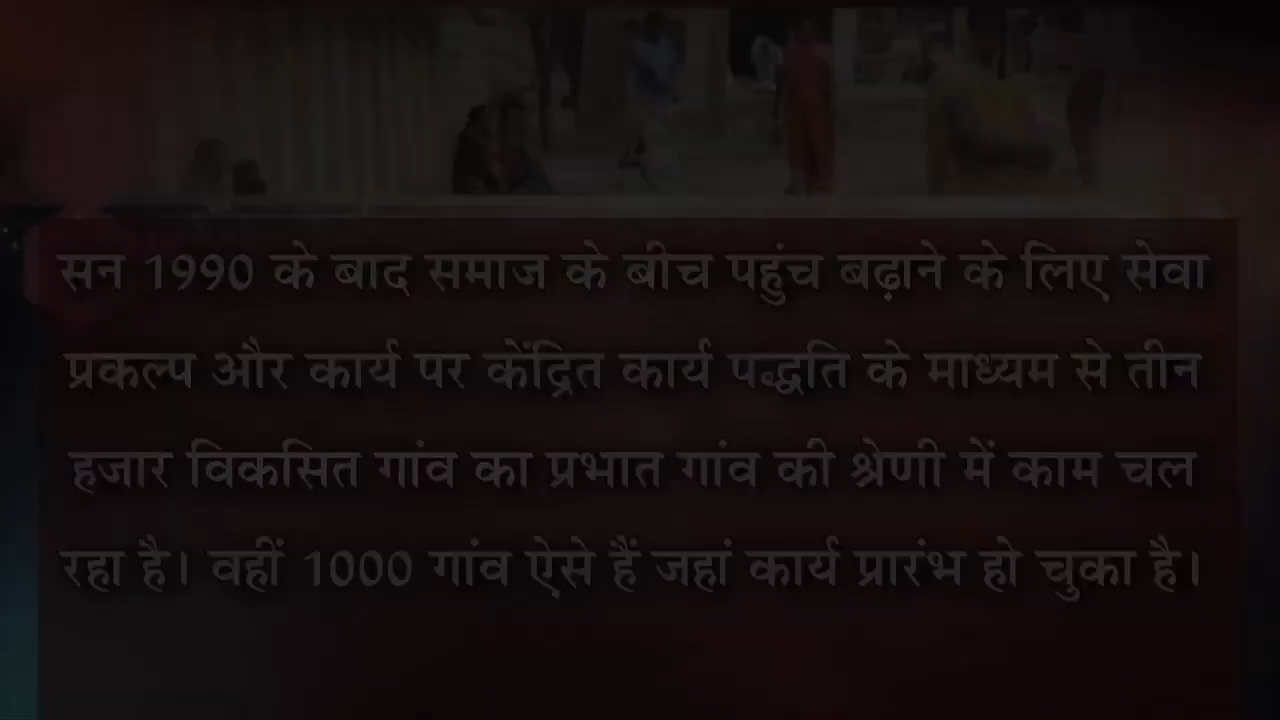 सन 1990 के बाद समाज के बीच पहुंच बढ़ाने के लिए सेवा
प्रकल्प और कार्य पर केंद्रित कार्य पद्धति के माध्यम से तीन
हजार विकसित गांव का प्रभात गांव की श्रेणी में काम चल
रहा है। वहीं 1000 गांव ऐसे हैं जहां कार्य प्रारंभ हो चुका है।